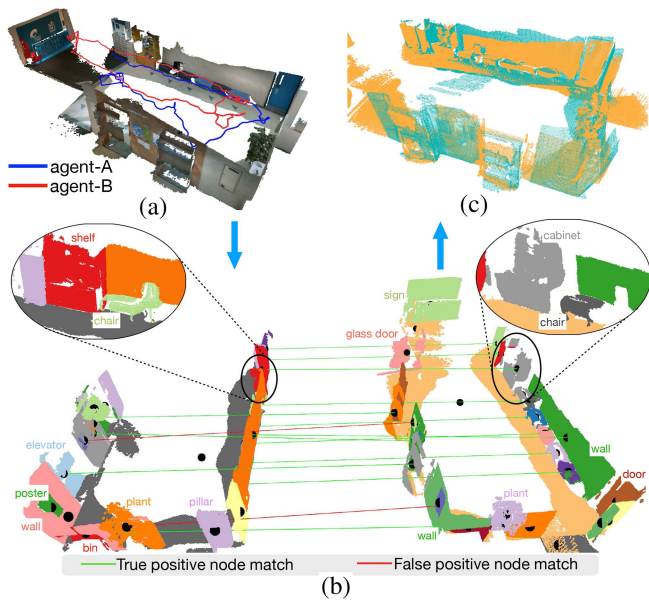 agent-A
agent-B
(a)
(c)
shelf
chair
cabinet
chair
sign
glass door
elevator
poster
wall
plant
pillar
bin
wall
door
plant
wall
True positive node match
False positive node match
(b)